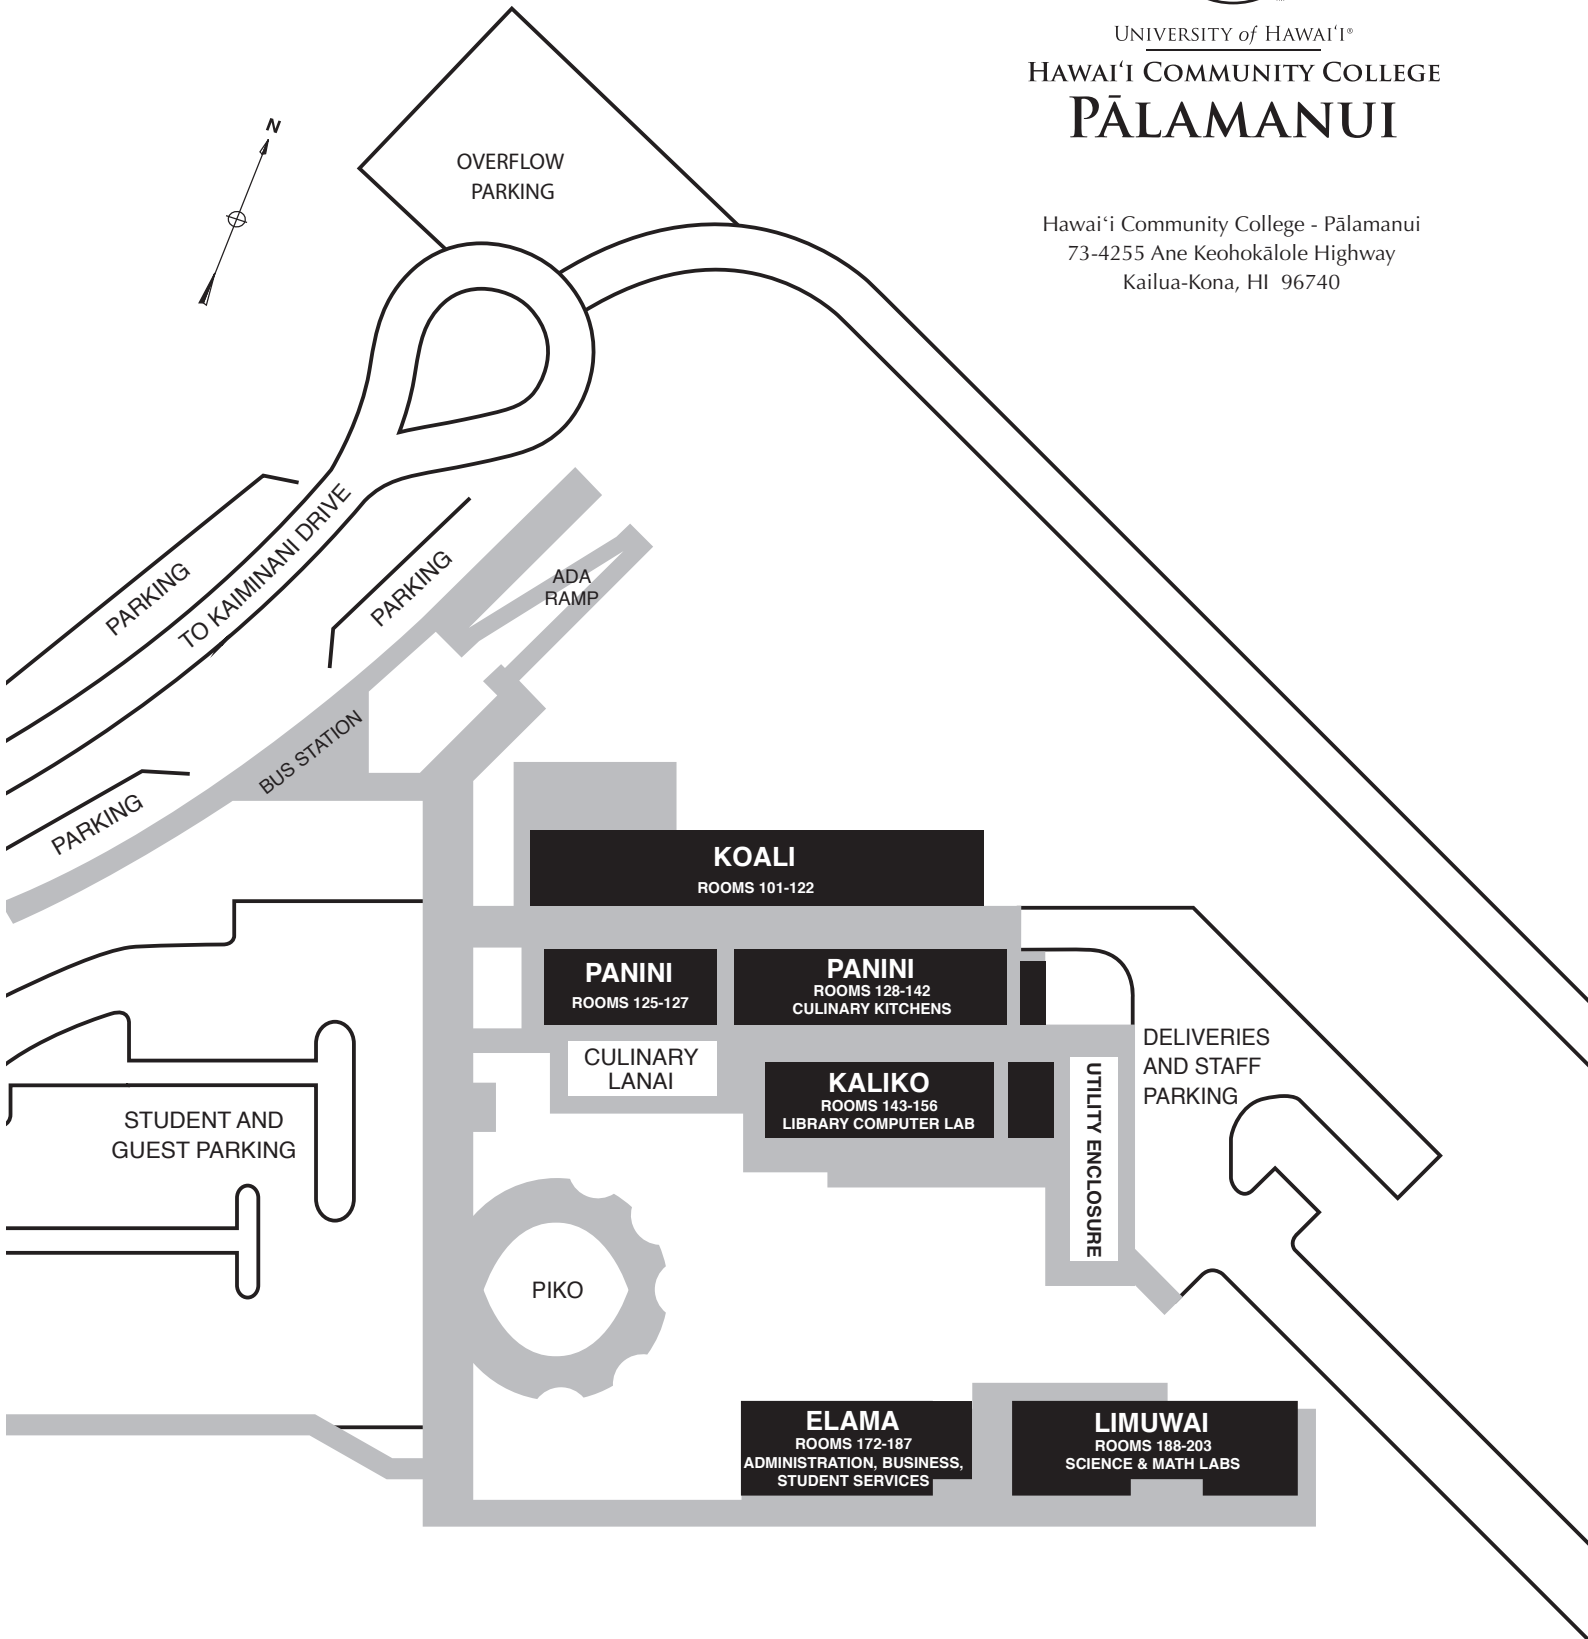 UNIVERSITY of HAWAIʻI®
HAWAIʻI COMMUNITY COLLEGE
PĀLAMANUI
Hawaiʻi Community College - Pālamanui
73-4255 Ane Keohokālole Highway
Kailua-Kona, HI 96740
N
OVERFLOW
PARKING
PARKING
TO KAIMINANI DRIVE
PARKING
ADA
RAMP
BUS STATION
PARKING
KOALI
ROOMS 101-122
PANINI
ROOMS 125-127
PANINI
ROOMS 128-142
CULINARY KITCHENS
CULINARY
LANAI
KALIKO
ROOMS 143-156
LIBRARY COMPUTER LAB
UTILITY ENCLOSURE
DELIVERIES
AND STAFF
PARKING
STUDENT AND
GUEST PARKING
PIKO
ELAMA
ROOMS 172-187
ADMINISTRATION, BUSINESS,
STUDENT SERVICES
LIMUWAI
ROOMS 188-203
SCIENCE & MATH LABS